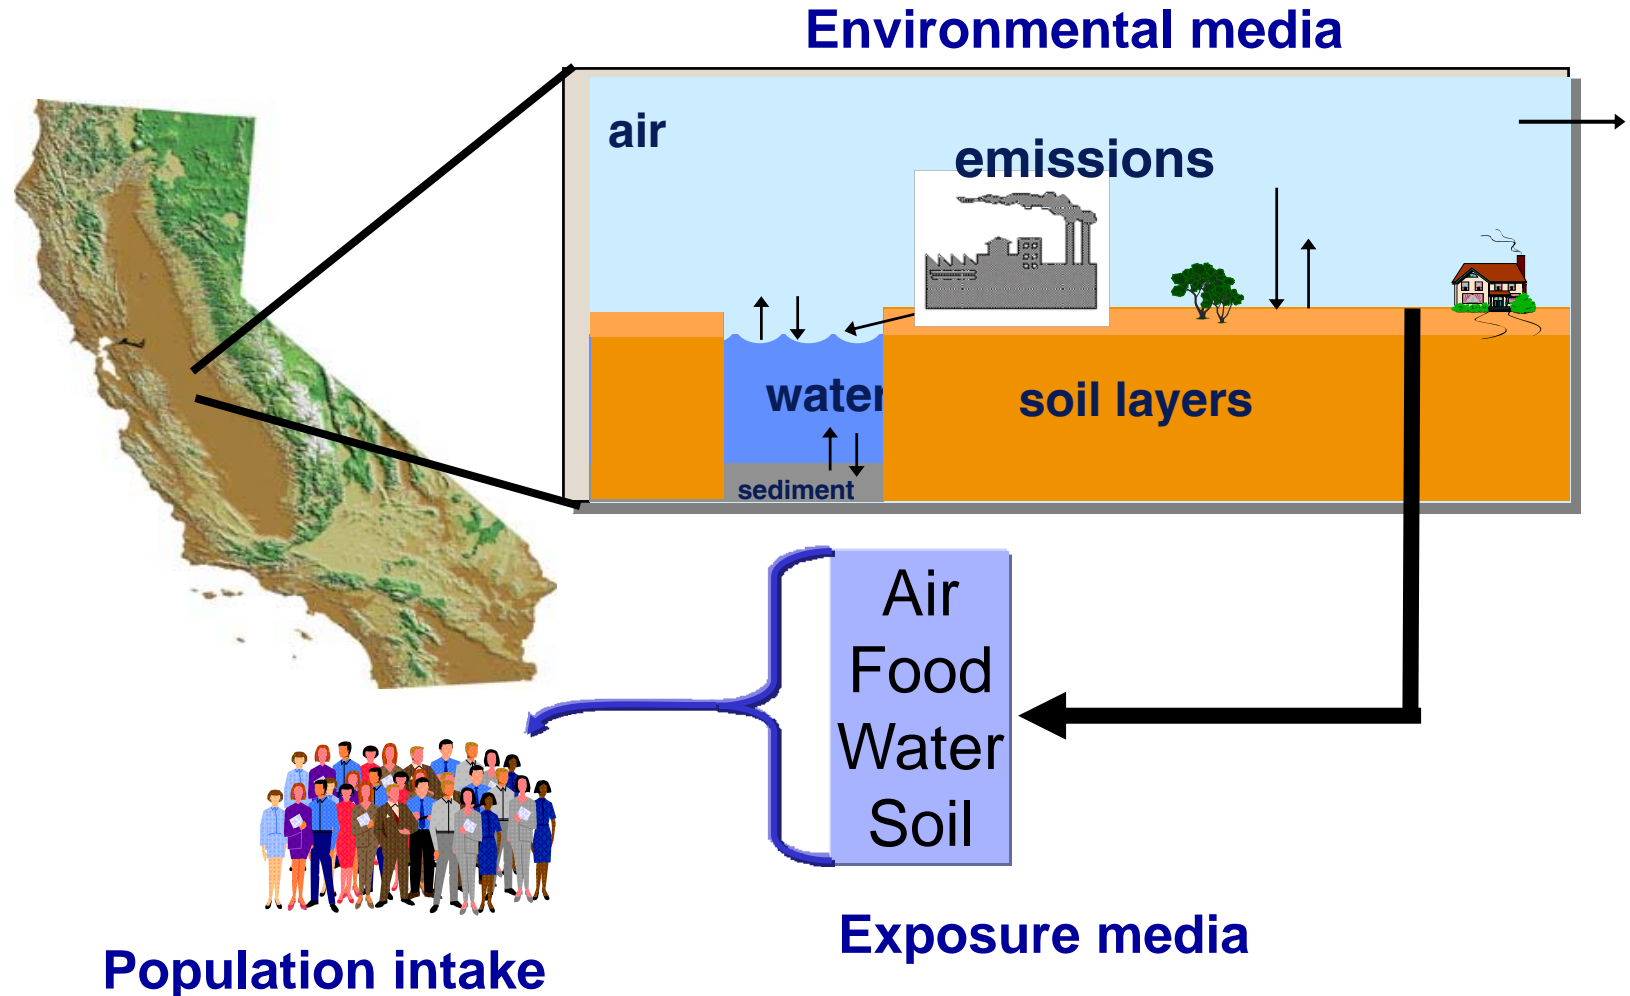 Environmental media
air
emissions
water
soil layers
sediment
Air
Food
Water
Soil
Exposure media
Population intake